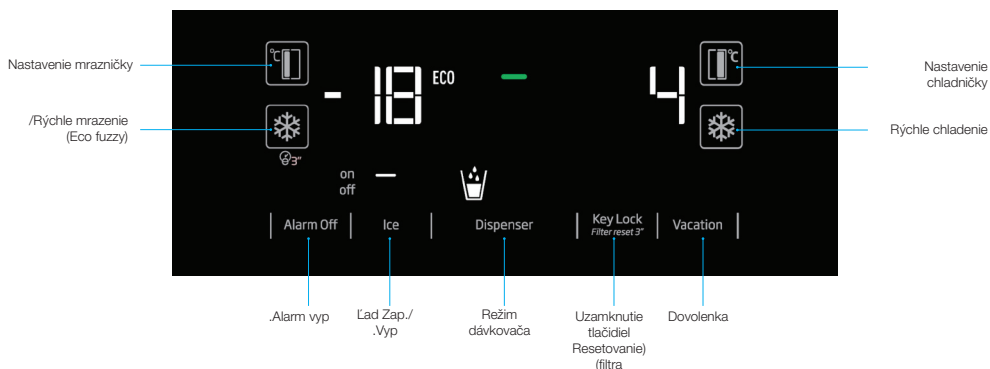 Nastavenie mrazničky
/Rýchle mrazenie
(Eco fuzzy)
°C
- 18 ECO
4
°C
3"
on
off
Alarm Off
Ice
Dispenser
Key Lock
Filter reset 3"
Vacation
Nastavenie
chladničky
Rýchle chladenie
.Alarm vyp
Ľad Zap./
.Vyp
Režim
dávkovača
Uzamknutie
tlačidiel
Resetovanie)
(filtra
Dovolenka